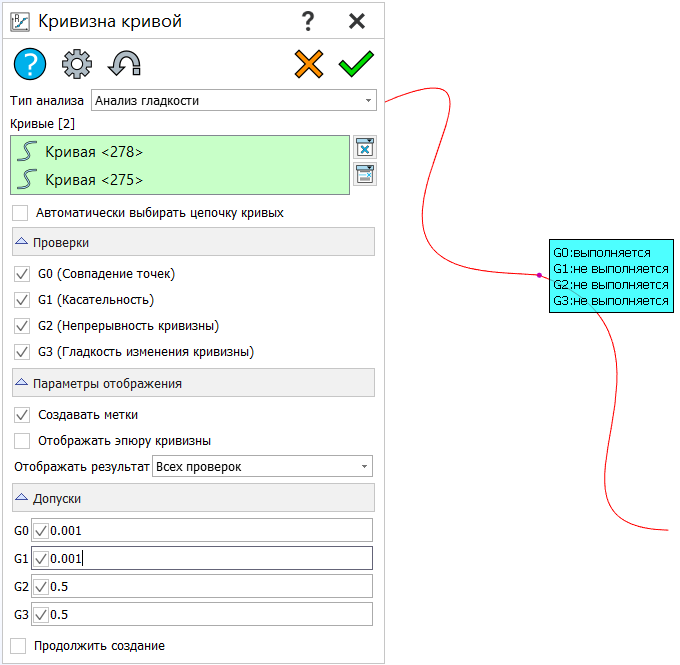 Кривизна кривой
?
?
Тип анализа Анализ гладкости
Кривые [2]
Кривая <278>
Кривая <275>
Автоматически выбирать цепочку кривых
Проверки
G0 (Совпадение точек)
G1 (Касательность)
G2 (Непрерывность кривизны)
G3 (Гладкость изменения кривизны)
Параметры отображения
Создавать метки
Отображать эпюру кривизны
Отображать результат Всех проверок
Допуски
G0 0.001
G1 0.001
G2 0.5
G3 0.5
Продолжить создание
G0:выполняется
G1:не выполняется
G2:не выполняется
G3:не выполняется